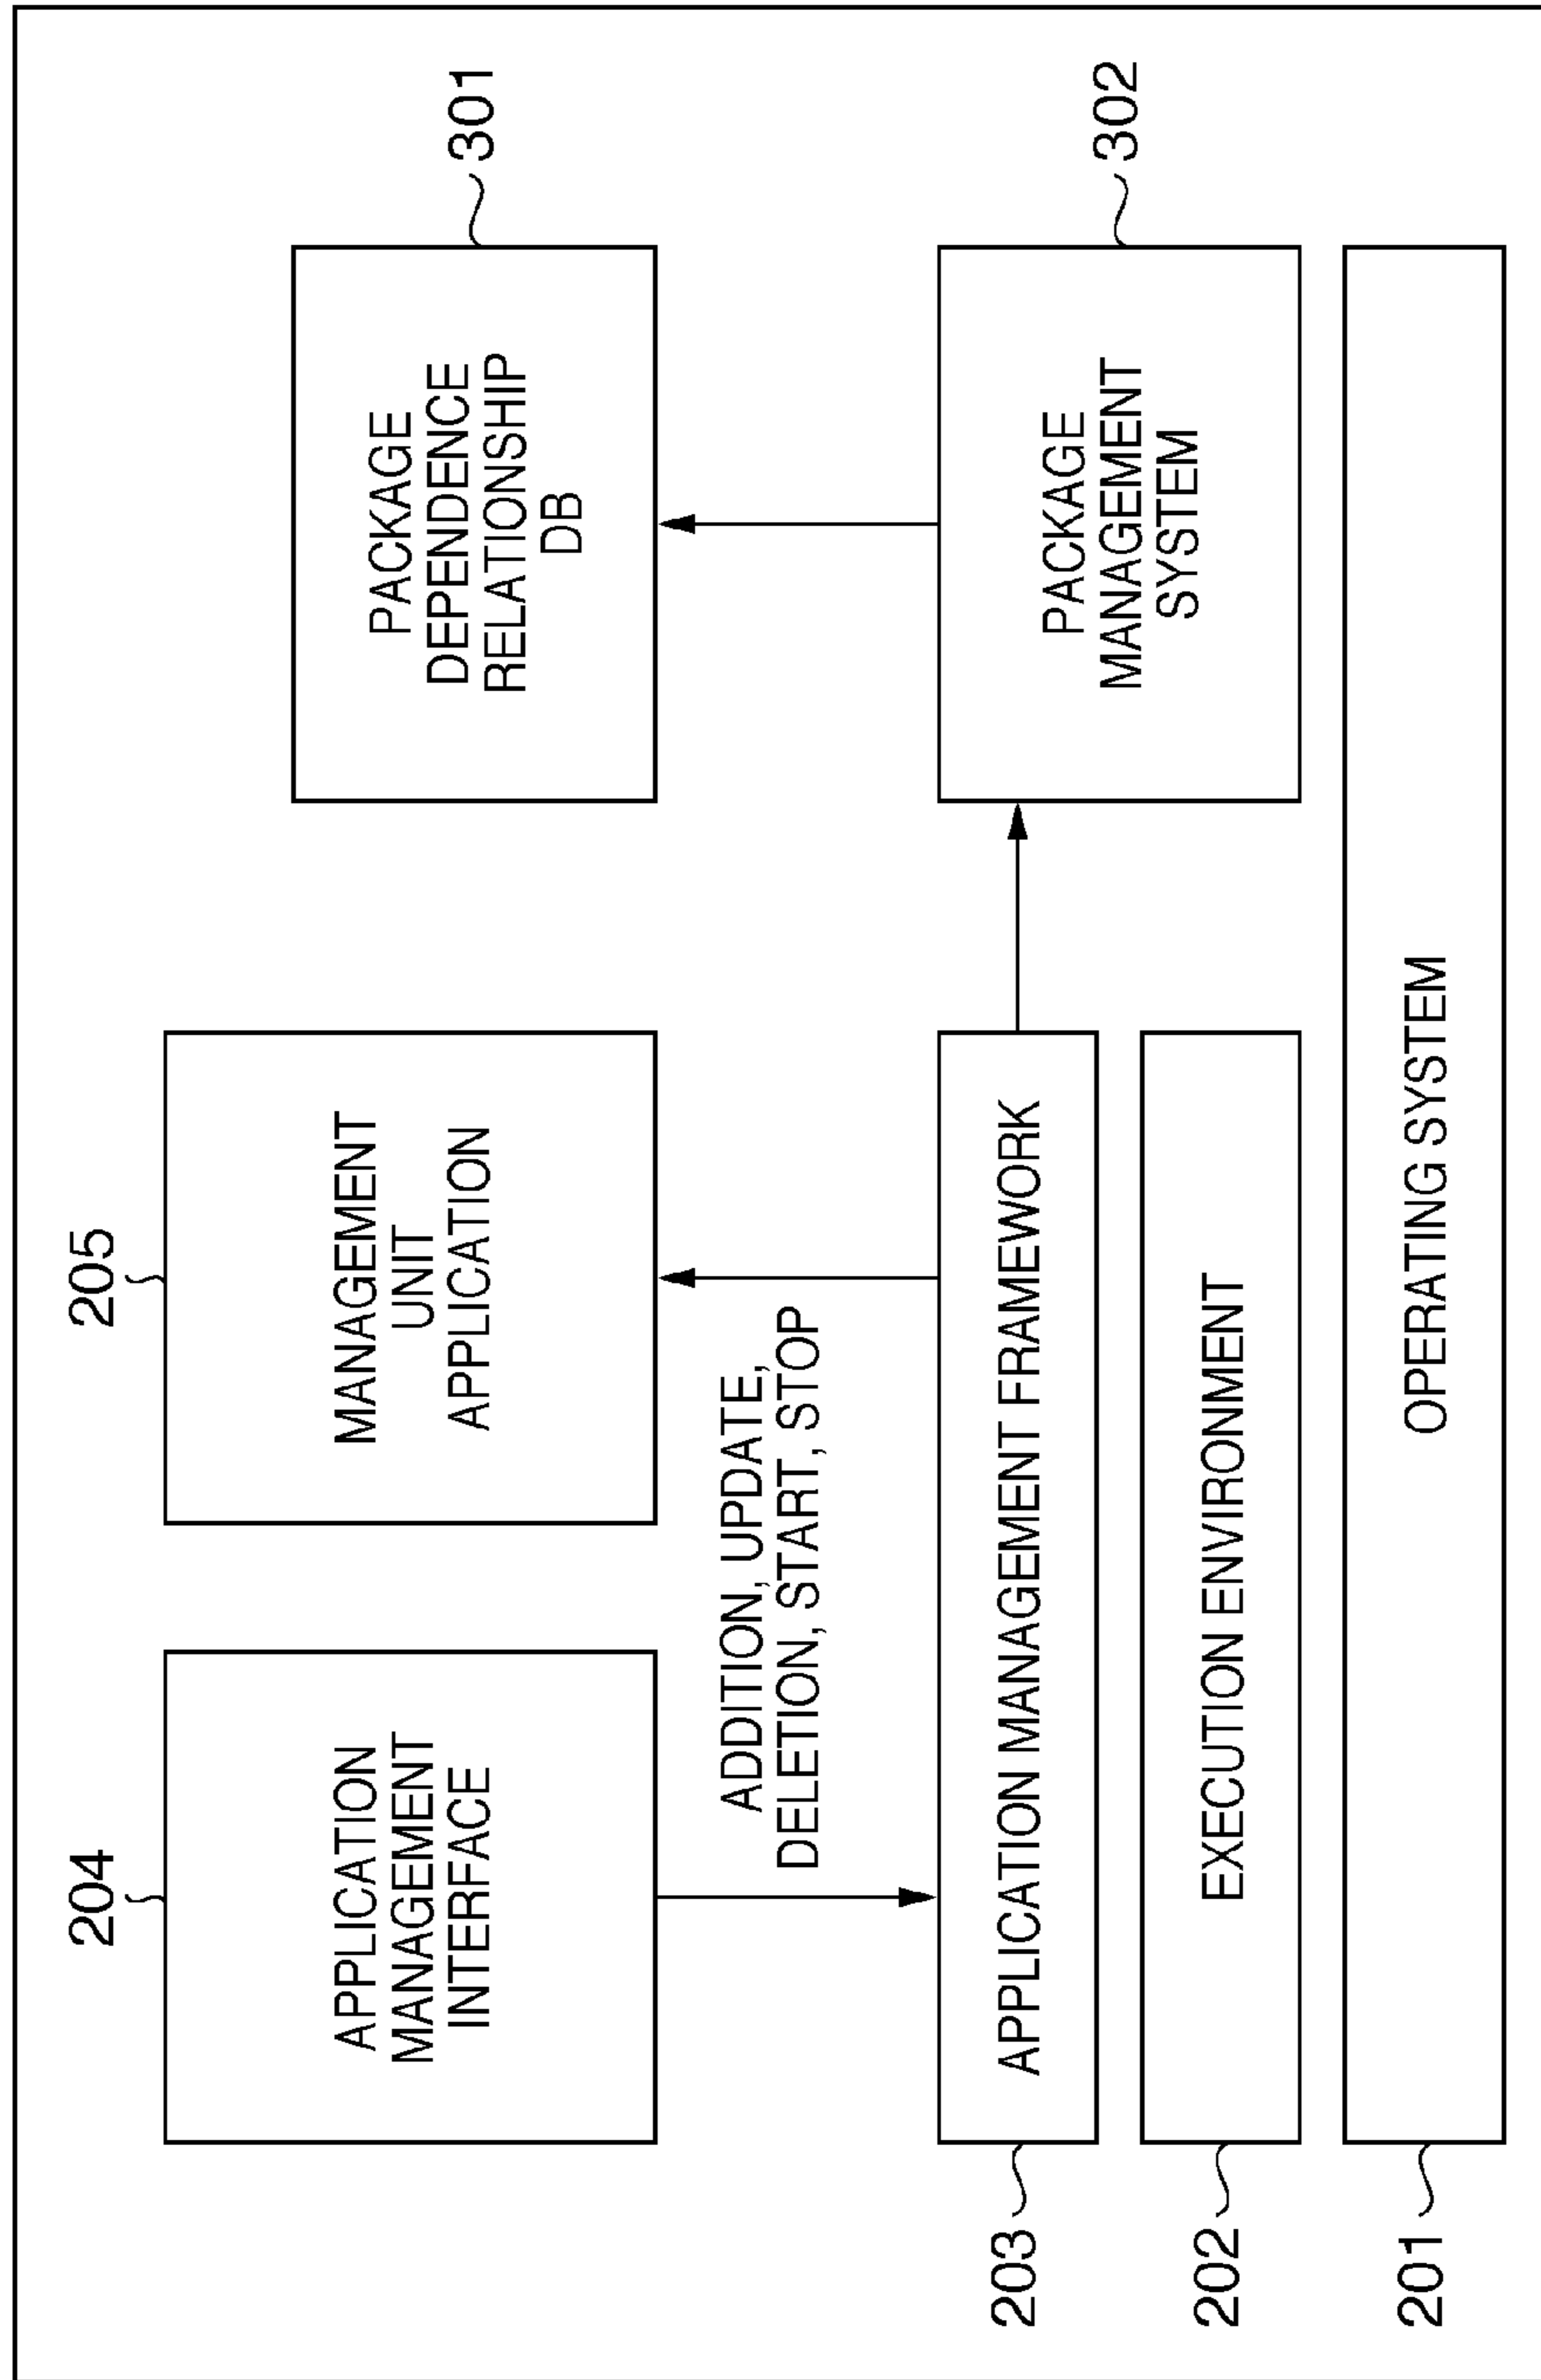 204
205
APPLICATION
MANAGEMENT
INTERFACE
MANAGEMENT
UNIT
APPLICATION
301
PACKAGE
DEPENDENCE
RELATIONSHIP
DB
ADDITION, UPDATE,
DELETION, START, STOP
203
APPLICATION MANAGEMENT FRAMEWORK
302
PACKAGE
MANAGEMENT
SYSTEM
202
EXECUTION ENVIRONMENT
201
OPERATING SYSTEM